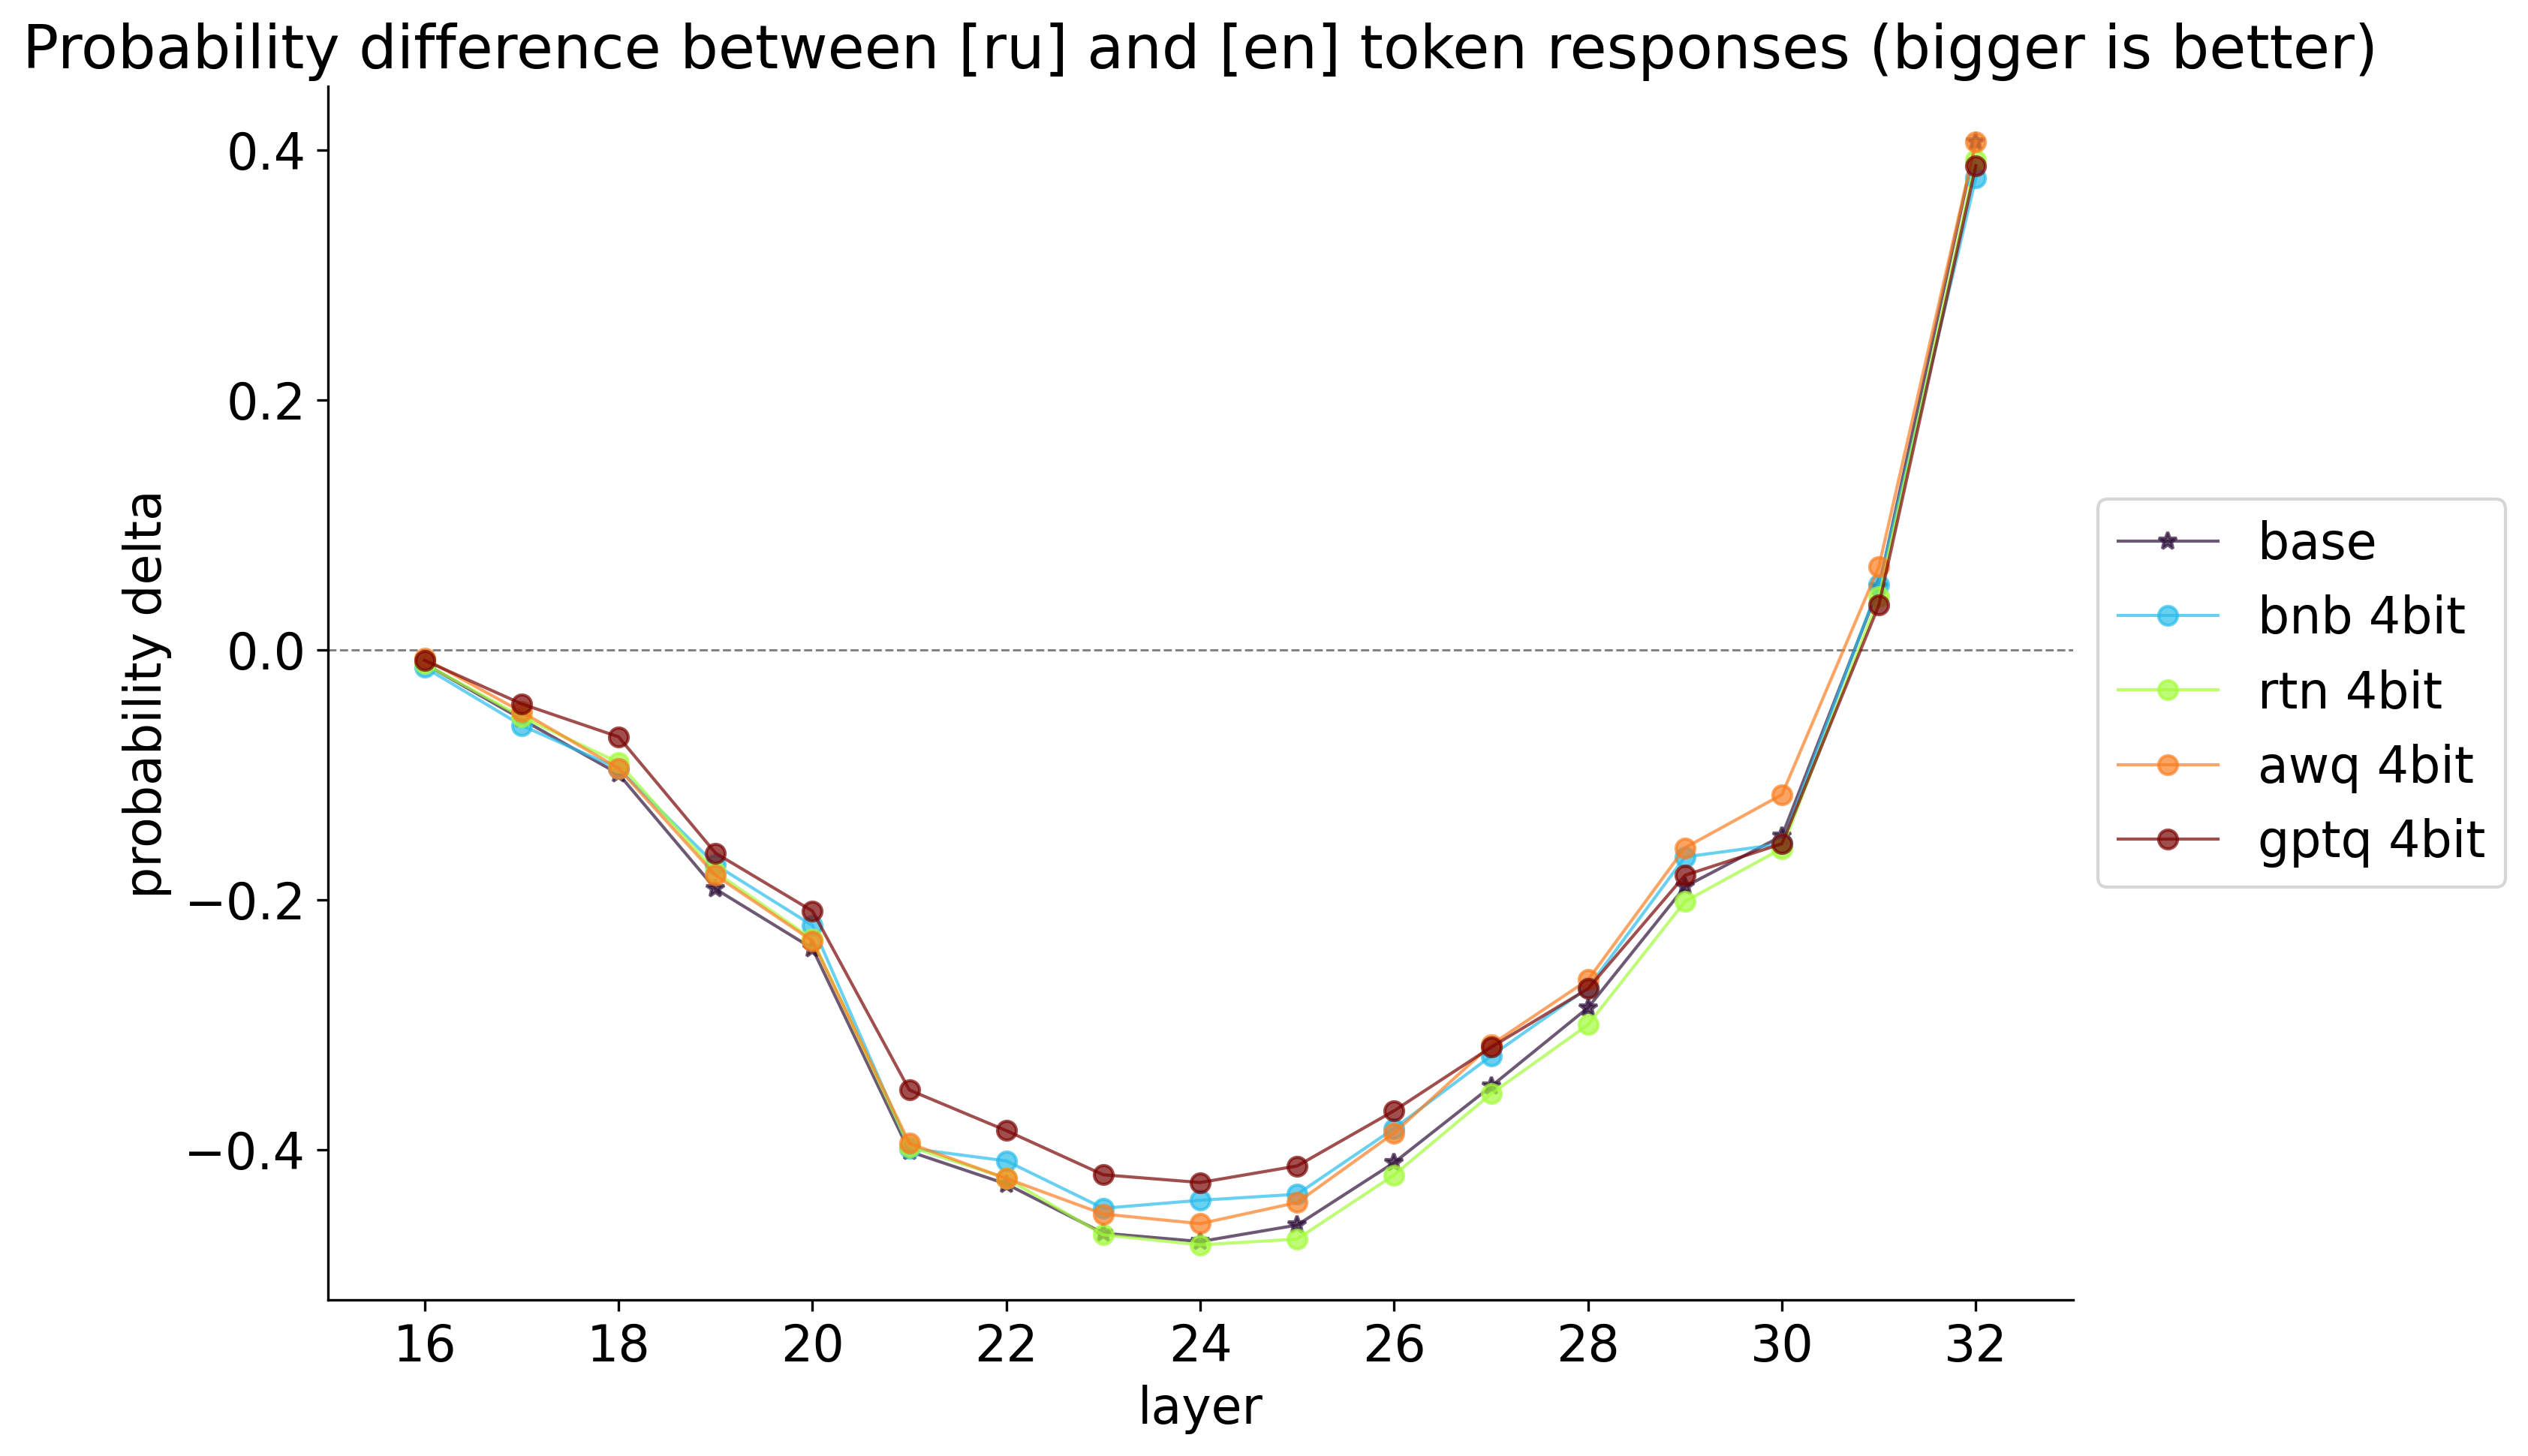 Probability difference between [ru] and [en] token responses (bigger is better)
probability delta
0.4
0.2
0.0
−0.2
−0.4
16 18 20 22 24 26 28 30 32
layer
base
bnb 4bit
rtn 4bit
awq 4bit
gptq 4bit